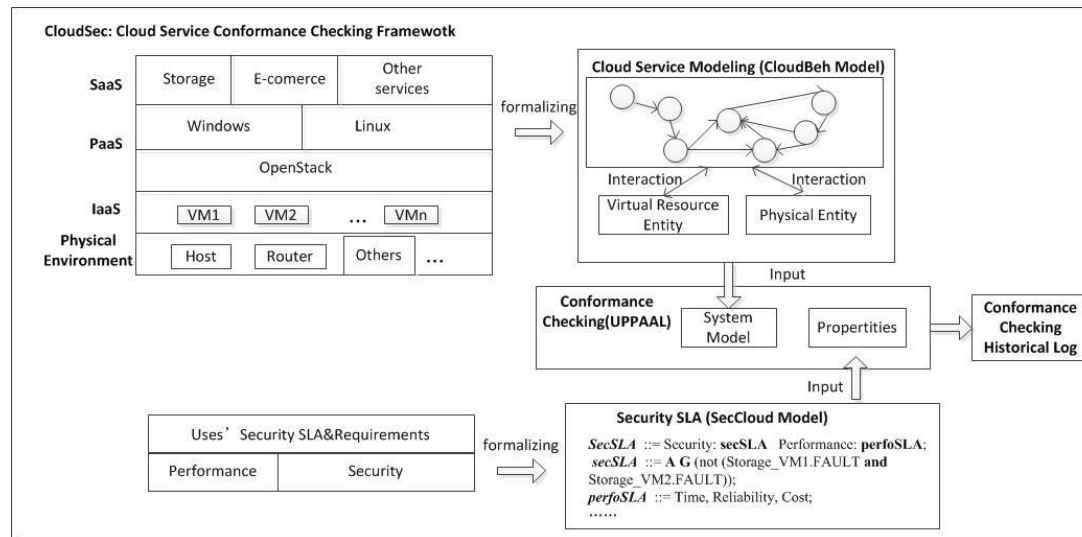 CloudSec: Cloud Service Conformance Checking Framewotk
SaaS
Storage
E-comerce
Other
services
PaaS
Windows
Linux
OpenStack
IaaS
VM1
VM2
...
VMn
Physical
Environment
Host
Router
Others
...
formalizing
Cloud Service Modeling (CloudBeh Model)
Interaction
Interaction
Virtual Resource
Entity
Physical Entity
Input
Conformance
Checking(UPPAAL)
System
Model
Propertities
Conformance
Checking
Historical Log
Input
Uses’ Security SLA&Requirements
Performance
Security
formalizing
Security SLA (SecCloud Model)
SecSLA ::= Security: secSLA Performance: perfoSLA;
secSLA ::= A G (not (Storage_VM1.FAULT and
Storage_VM2.FAULT));
perfoSLA ::= Time, Reliability, Cost;
……